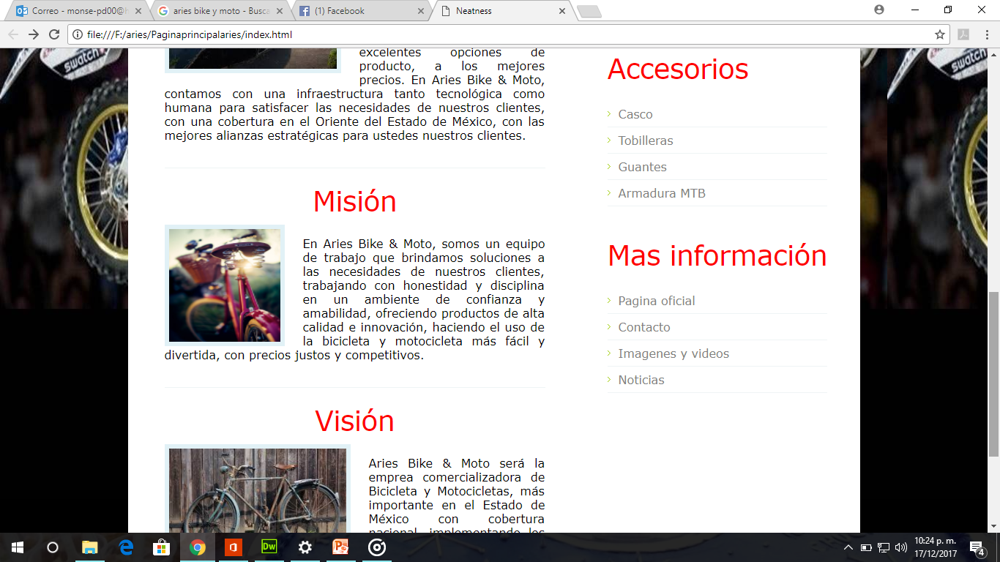 Correo - monse-pd00@h
aries bike y moto - Busca
(1) Facebook
Neatness
file:///F:/aries/Paginaprincipalaries/index.html
swatch
swatch
excelentes opciones de
producto, a los mejores
precios. En Aries Bike & Moto,
contamos con una infraestructura tanto tecnológica como
humana para satisfacer las necesidades de nuestros clientes,
con una cobertura en el Oriente del Estado de México, con las
mejores alianzas estratégicas para ustedes nuestros clientes.
Misión
En Aries Bike & Moto, somos un equipo
de trabajo que brindamos soluciones a
las necesidades de nuestros clientes,
trabajando con honestidad y disciplina
en un ambiente de confianza y
amabilidad, ofreciendo productos de alta
calidad e innovación, haciendo el uso de
la bicicleta y motocicleta más fácil y
divertida, con precios justos y competitivos.
Visión
Aries Bike & Moto será la
emprea comercializadora de
Bicicleta y Motocicletas, más
importante en el Estado de
México con cobertura
nacional, implementando los
Accesorios
Casco
Tobilleras
Guantes
Armadura MTB
Mas información
Pagina oficial
Contacto
Imagenes y videos
Noticias
Dw
10:24 p. m.
17/12/2017
4